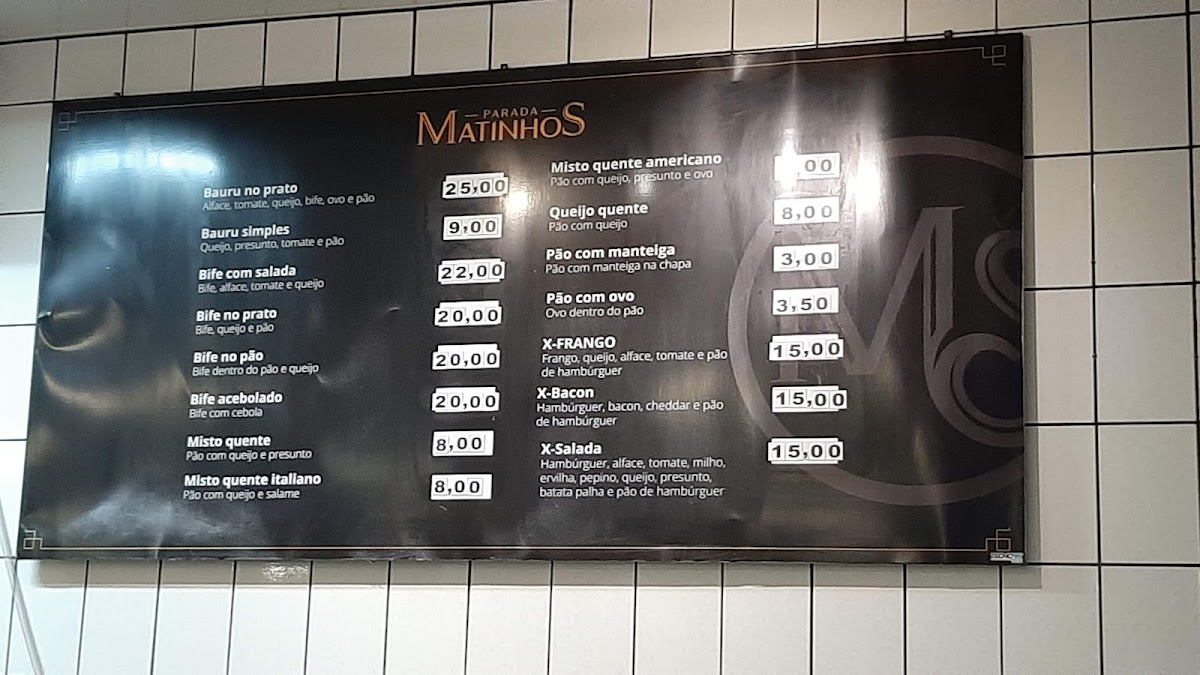 PARADA
MATINHOS
Bauru no prato 25,00
Alface, tomate, queijo, bife, ovo e pão
Bauru simples 9,00
Queijo, presunto, tomate e pão
Bife com salada 22,00
Bife, alface, tomate e queijo
Bife no prato 20,00
Bife, queijo e pão
Bife no pão 20,00
Bife dentro do pão e queijo
Bife acebolado 20,00
Bife com cebola
Misto quente 8,00
Pão com queijo e presunto
Misto quente italiano 8,00
Pão com queijo e salame
Misto quente americano ,00
Pão com queijo, presunto e ovo
Queijo quente 8,00
Pão com queijo
Pão com manteiga 3,00
Pão com manteiga na chapa
Pão com ovo 3,50
Ovo dentro do pão
X-FRANGO 15,00
Frango, queijo, alface, tomate e pão
de hambúrguer
X-Bacon 15,00
Hambúrguer, bacon, cheddar e pão
de hambúrguer
X-Salada 15,00
Hambúrguer, alface, tomate, milho,
ervilha, pepino, queijo, presunto,
batata palha e pão de hambúrguer